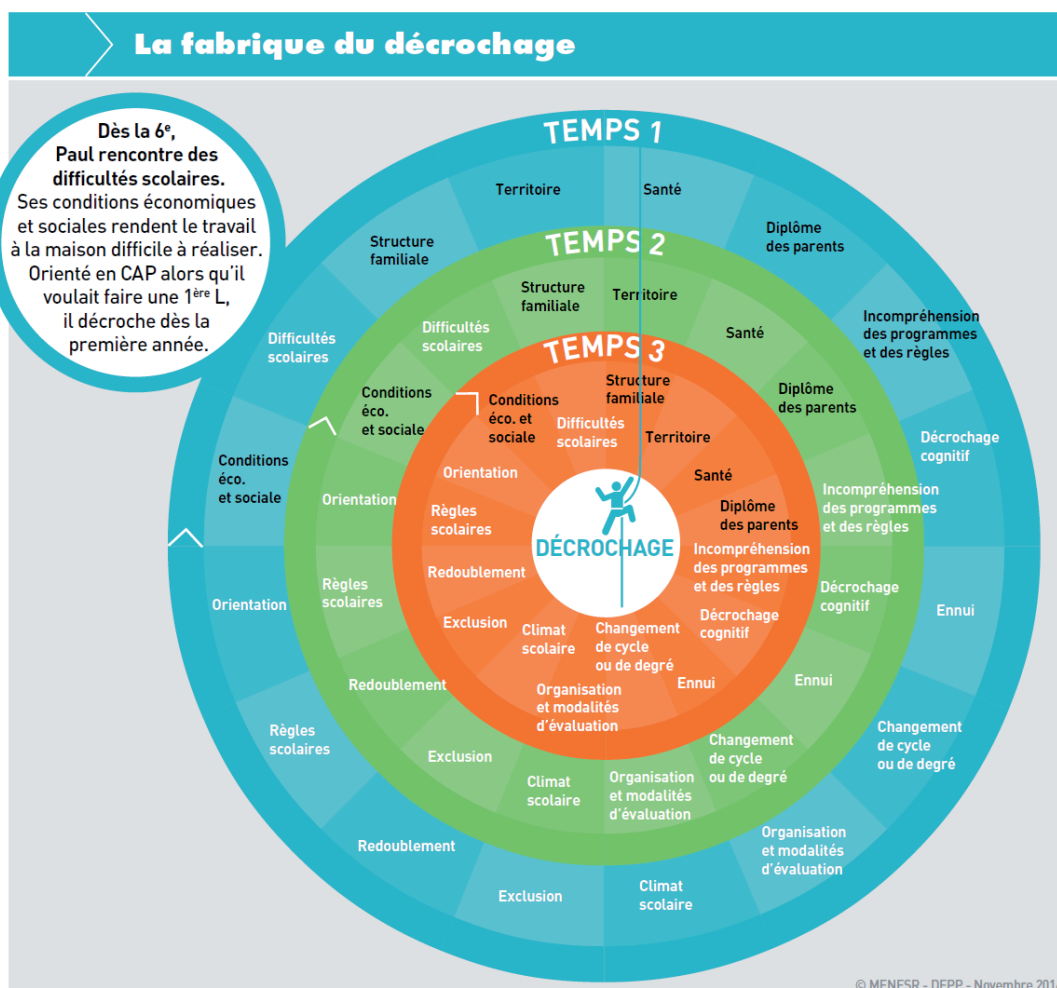 La fabrique du décrochage
Dès la 6e,
Paul rencontre des
difficultés scolaires.
Ses conditions économiques
et sociales rendent le travail
à la maison difficile à réaliser.
Orienté en CAP alors qu'il
voulait faire une 1ère L,
il décroche dès la
première année.
TEMPS 1
Territoire
Santé
Diplôme
des parents
Incompréhension
des programmes
et des règles
Décrochage
cognitif
Ennui
Changement
de cycle
ou de degré
Organisation
et modalités
d'évaluation
Climat
scolaire
Exclusion
Redoublement
Règles
scolaires
Orientation
Conditions
éco.
et sociale
Difficultés
scolaires
Structure
familiale
TEMPS 2
Territoire
Santé
Diplôme
des parents
Incompréhension
des programmes
et des règles
Décrochage
cognitif
Ennui
Changement
de cycle
ou de degré
Organisation
et modalités
d'évaluation
Climat
scolaire
Exclusion
Redoublement
Règles
scolaires
Orientation
Conditions
éco.
et sociale
Difficultés
scolaires
Structure
familiale
TEMPS 3
Structure
familiale
Territoire
Santé
Diplôme
des parents
Incompréhension
des programmes
et des règles
Décrochage
cognitif
Ennui
Changement
de cycle
ou de degré
Organisation
et modalités
d'évaluation
Climat
scolaire
Exclusion
Redoublement
Règles
scolaires
Orientation
Conditions
éco. et
sociale
Difficultés
scolaires
DÉCROCHAGE
© MENESR - DEPP - Novembre